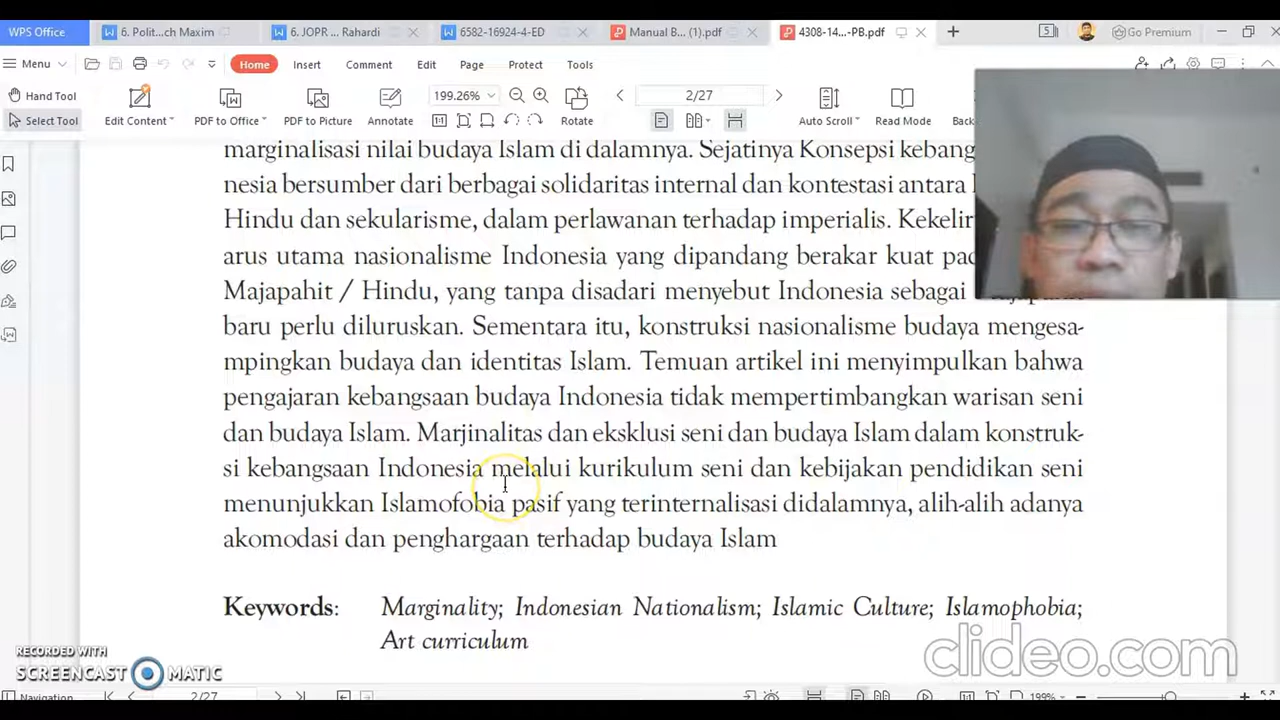 WPS Office 6. Polit...ch Maxim 6. JOPR ... Rahardi 6582-16924-4-ED Manual B... (1).pdf 4308-14...-PB.pdf 5 Go Premium
Menu Home Insert Comment Edit Page Protect Tools
Hand Tool 199.26% 2/27
Select Tool Edit Content PDF to Office PDF to Picture Annotate Rotate Auto Scroll Read Mode
marginalisasi nilai budaya Islam di dalamnya. Sejatinya Konsepsi
nesia bersumber dari berbagai solidaritas internal dan kontestasi antara
Hindu dan sekularisme, dalam perlawanan terhadap imperialis.
arus utama nasionalisme Indonesia yang dipandang berakar kuat
Majapahit / Hindu, yang tanpa disadari menyebut Indonesia sebagai
baru perlu diluruskan. Sementara itu, konstruksi nasionalisme budaya mengesa-
mpingkan budaya dan identitas Islam. Temuan artikel ini menyimpulkan bahwa
pengajaran kebangsaan budaya Indonesia tidak mempertimbangkan warisan seni
dan budaya Islam. Marjinalitas dan eksklusi seni dan budaya Islam dalam konstruk-
si kebangsaan Indonesia melalui kurikulum seni dan kebijakan pendidikan seni
menunjukkan Islamofobia pasif yang terinternalisasi didalamnya, alih-alih adanya
akomodasi dan penghargaan terhadap budaya Islam
Keywords: Marginality; Indonesian Nationalism; Islamic Culture; Islamophobia;
Art curriculum
RECORDED WITH
SCREENCAST MATIC
clideo.com
Navigation 2/27 199%